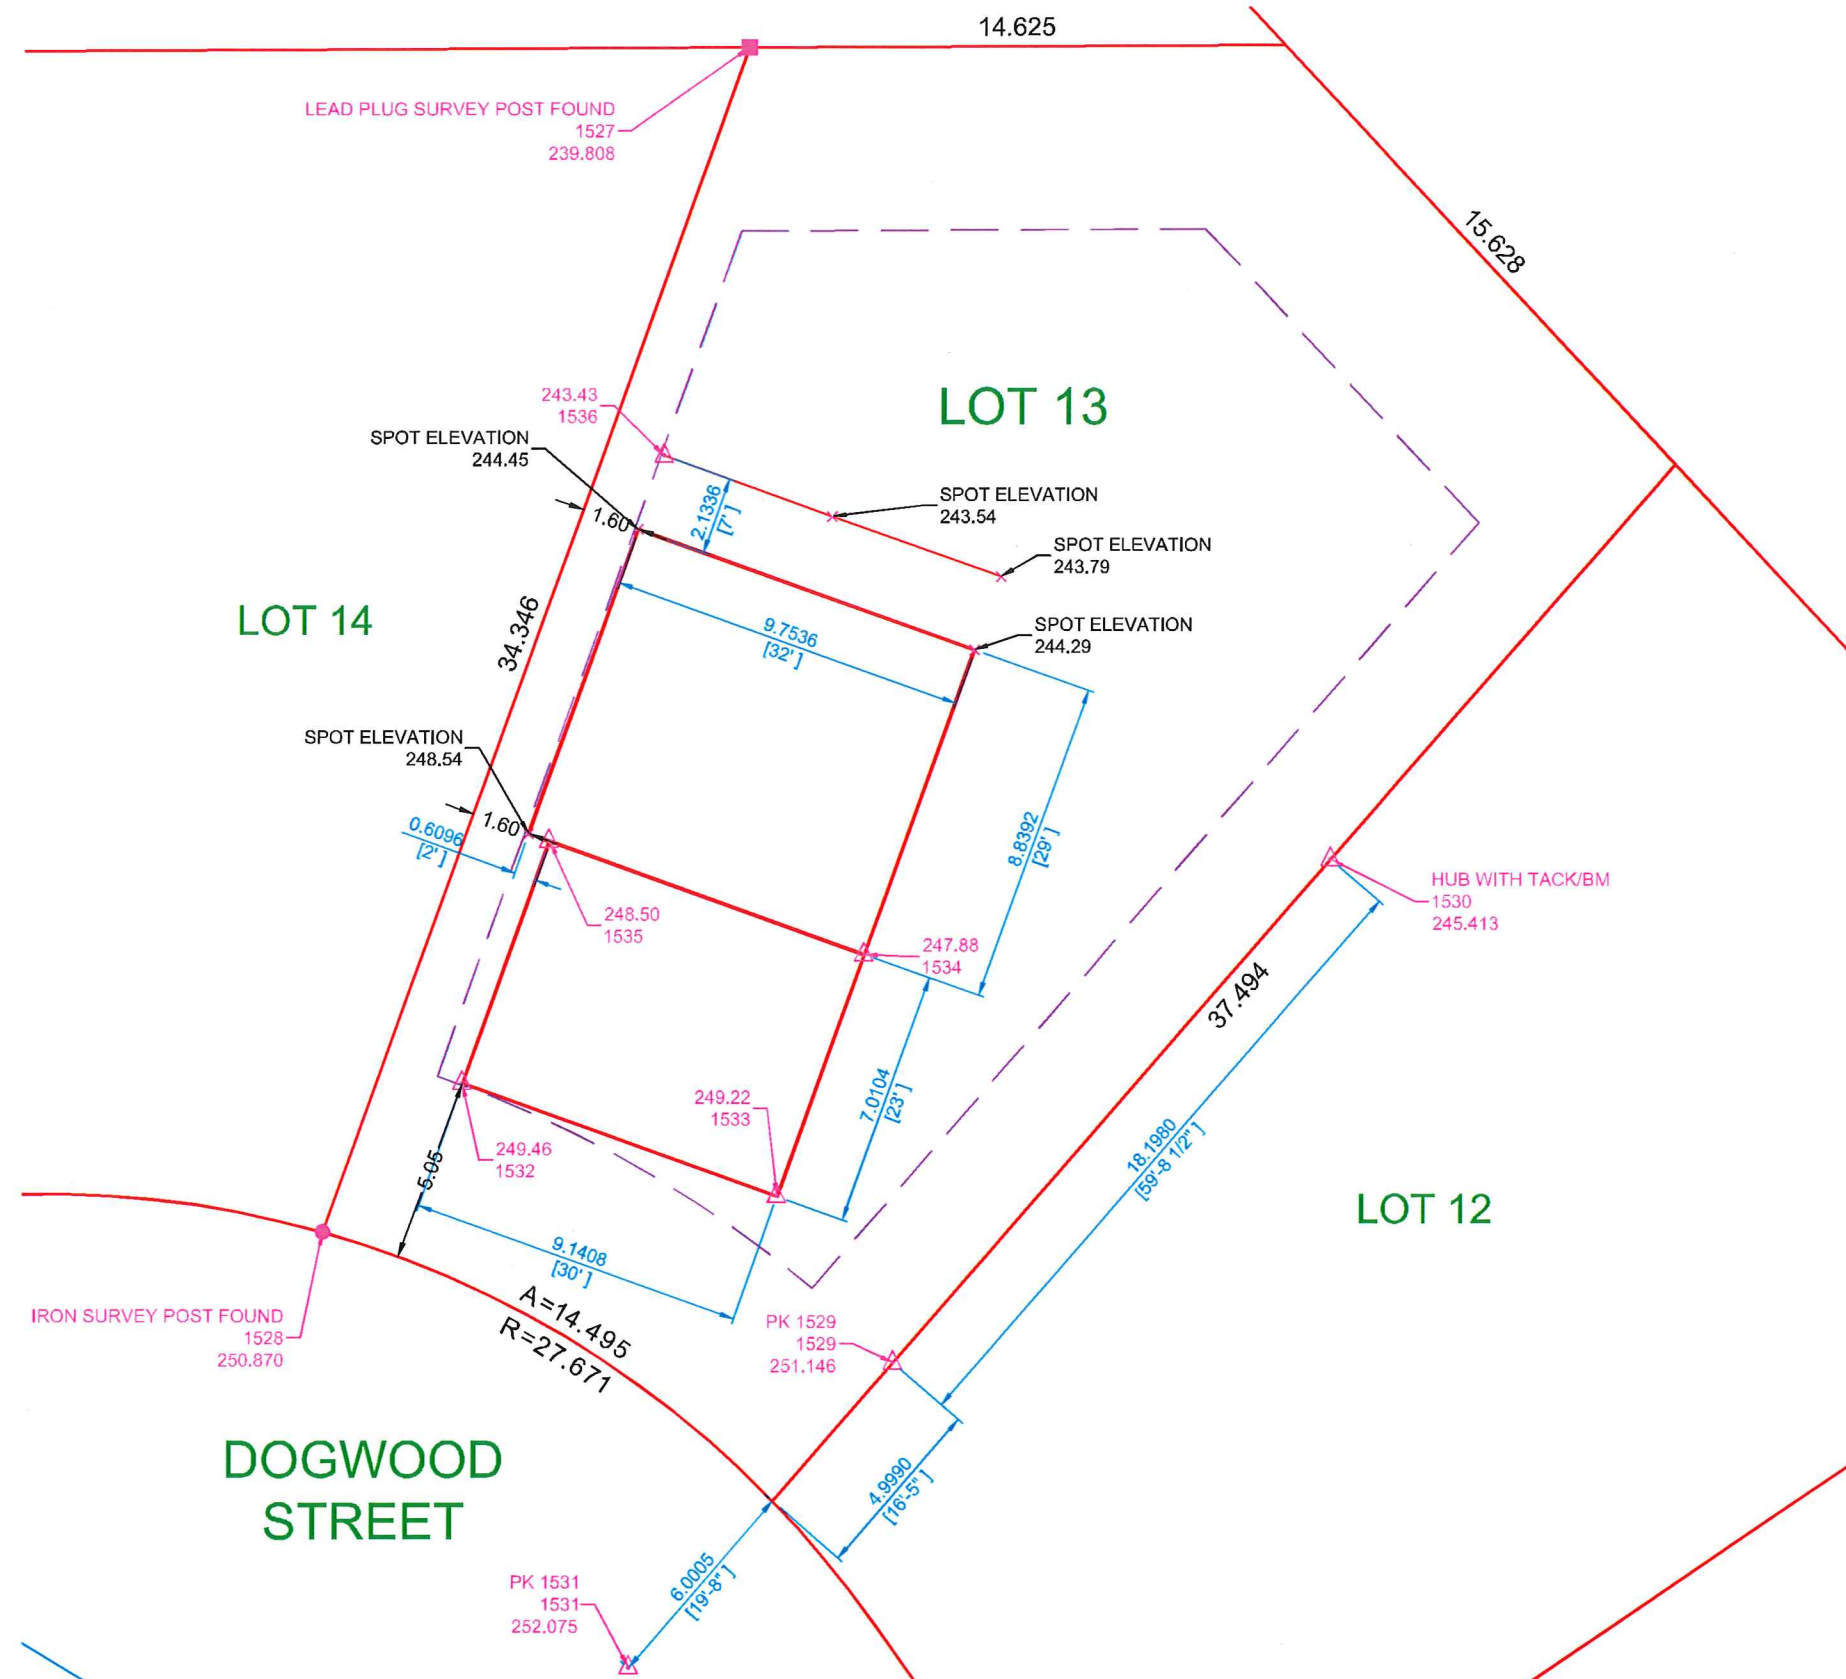 14.625
LEAD PLUG SURVEY POST FOUND
1527
239.808
15.628
243.43
1536
LOT 13
SPOT ELEVATION
244.45
SPOT ELEVATION
243.54
1.60
2.1336
[7']
SPOT ELEVATION
243.79
LOT 14
34.346
9.7536
[32']
SPOT ELEVATION
244.29
SPOT ELEVATION
248.54
1.60
0.6096
[2']
8.8392
[29']
HUB WITH TACK/BM
1530
245.413
248.50
1535
247.88
1534
37.494
7.0104
[23']
249.22
1533
249.46
1532
5.05
18.1980
[59'-8 1/2"]
LOT 12
9.1408
[30']
A=14.495
R=27.671
IRON SURVEY POST FOUND
1528
250.870
PK 1529
1529
251.146
DOGWOOD
STREET
4.9990
[16'-5"]
6.0005
[19'-8"]
PK 1531
1531
252.075